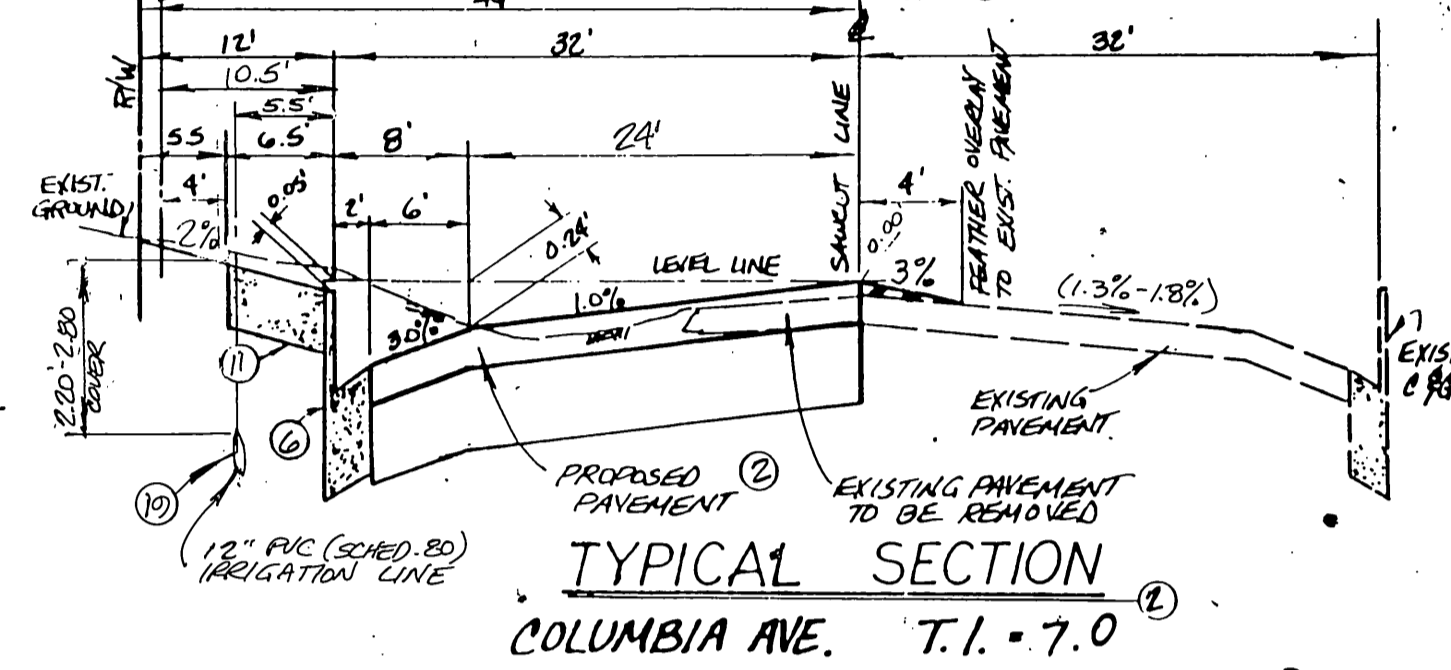 12'
32'
32'
R/W
10.5'
5.5'
5.5
6.5'
8'
24'
SAWCUT LINE
FEATHER OVERLAY
TO EXIST. PAVEMENT
EXIST.
GROUND
4'
0.05'
2'
6'
0.24'
4'
0.00'
2%
LEVEL LINE
3%
1.0%
(1.3%-1.8%)
3.0%
2.20'-2.80
COVER
11
6
EXISTING
PAVEMENT
19
PROPOSED
PAVEMENT
2
EXISTING PAVEMENT
TO BE REMOVED
12" PVC (SCHED. 80)
IRRIGATION LINE
TYPICAL SECTION
2
COLUMBIA AVE. T.I. = 7.0